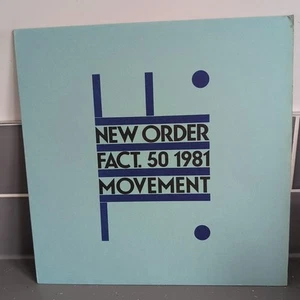 NEW ORDER
FACT. 50 1981
MOVEMENT